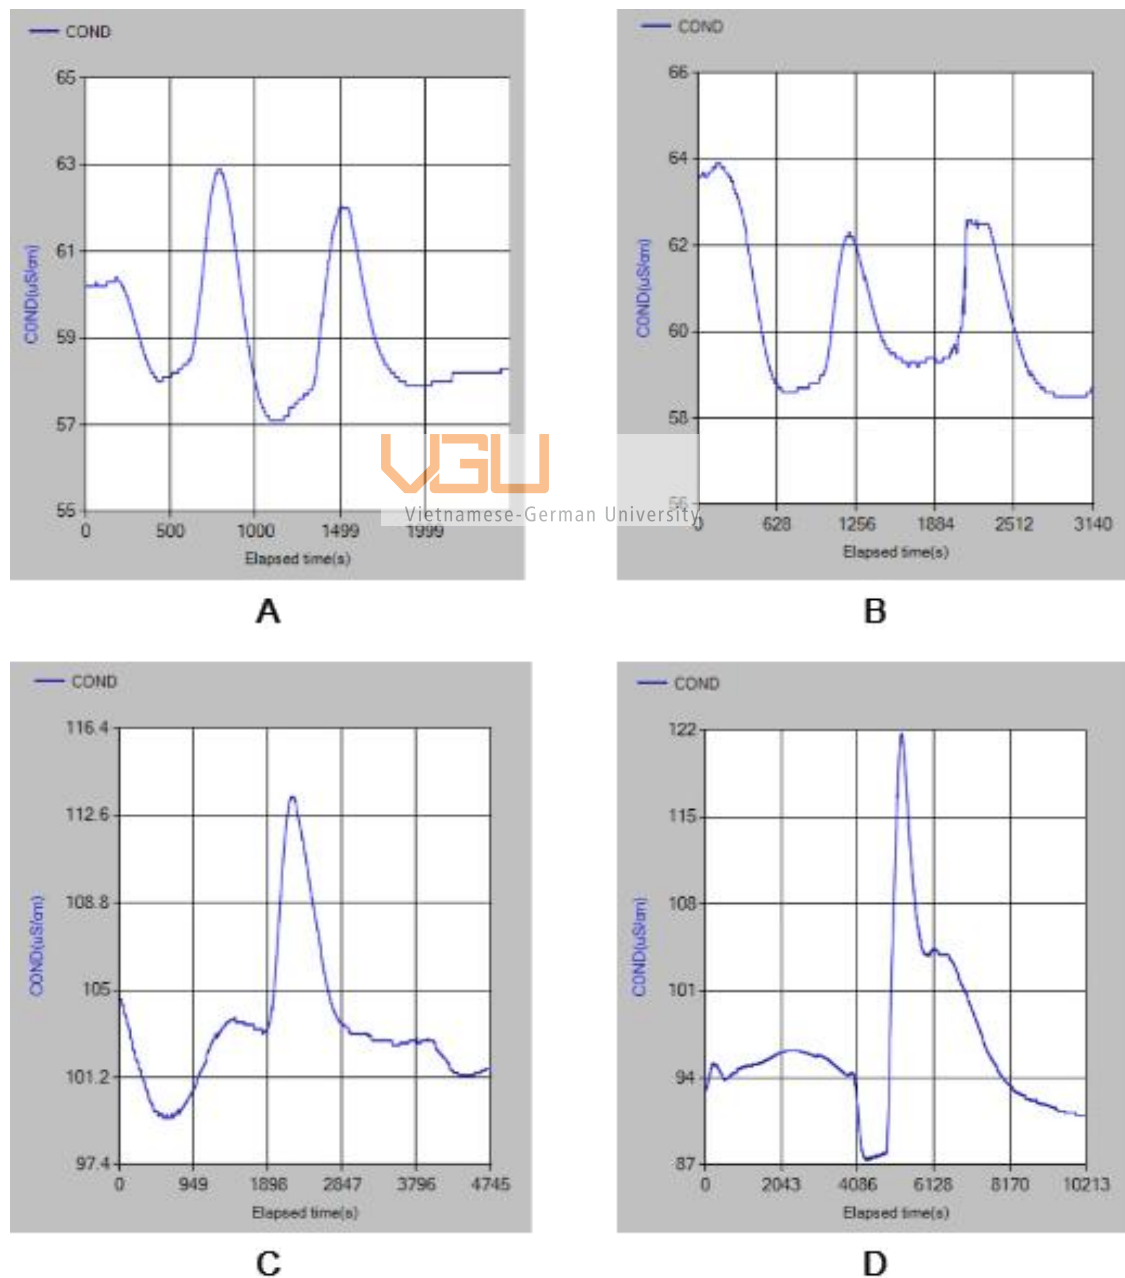 COND
65
63
61
59
57
55
COND(uS/cm)
0 500 1000 1499 1999
Elapsed time(s)
A
COND
66
64
62
60
58
56
COND(uS/cm)
0 628 1256 1884 2512 3140
Elapsed time(s)
B
VGU
Vietnamese-German University
COND
116.4
112.6
108.8
105
101.2
97.4
COND(uS/cm)
0 949 1898 2847 3796 4745
Elapsed time(s)
C
COND
122
115
108
101
94
87
COND(uS/cm)
0 2043 4086 6128 8170 10213
Elapsed time(s)
D